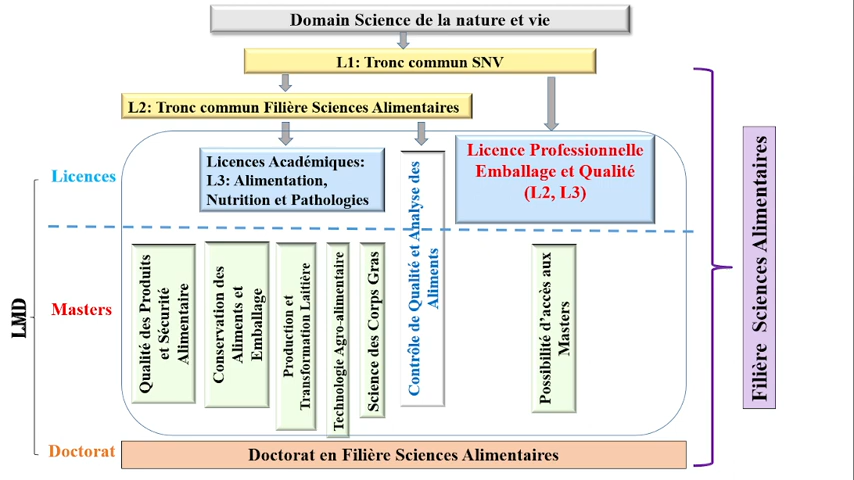 Domain Science de la nature et vie
L1: Tronc commun SNV
L2: Tronc commun Filière Sciences Alimentaires
Licences Académiques:
L3: Alimentation,
Nutrition et Pathologies
Licence Professionnelle
Emballage et Qualité
(L2, L3)
Licences
Masters
Doctorat
LMD
Qualité des Produits
et Sécurité
Alimentaire
Conservation des
Aliments et
Emballage
Production et
Transformation Laitière
Technologie Agro-alimentaire
Science des Corps Gras
Contrôle de Qualité et Analyse des
Aliments
Possibilité d'accès aux
Masters
Doctorat en Filière Sciences Alimentaires
Filière Sciences Alimentaires